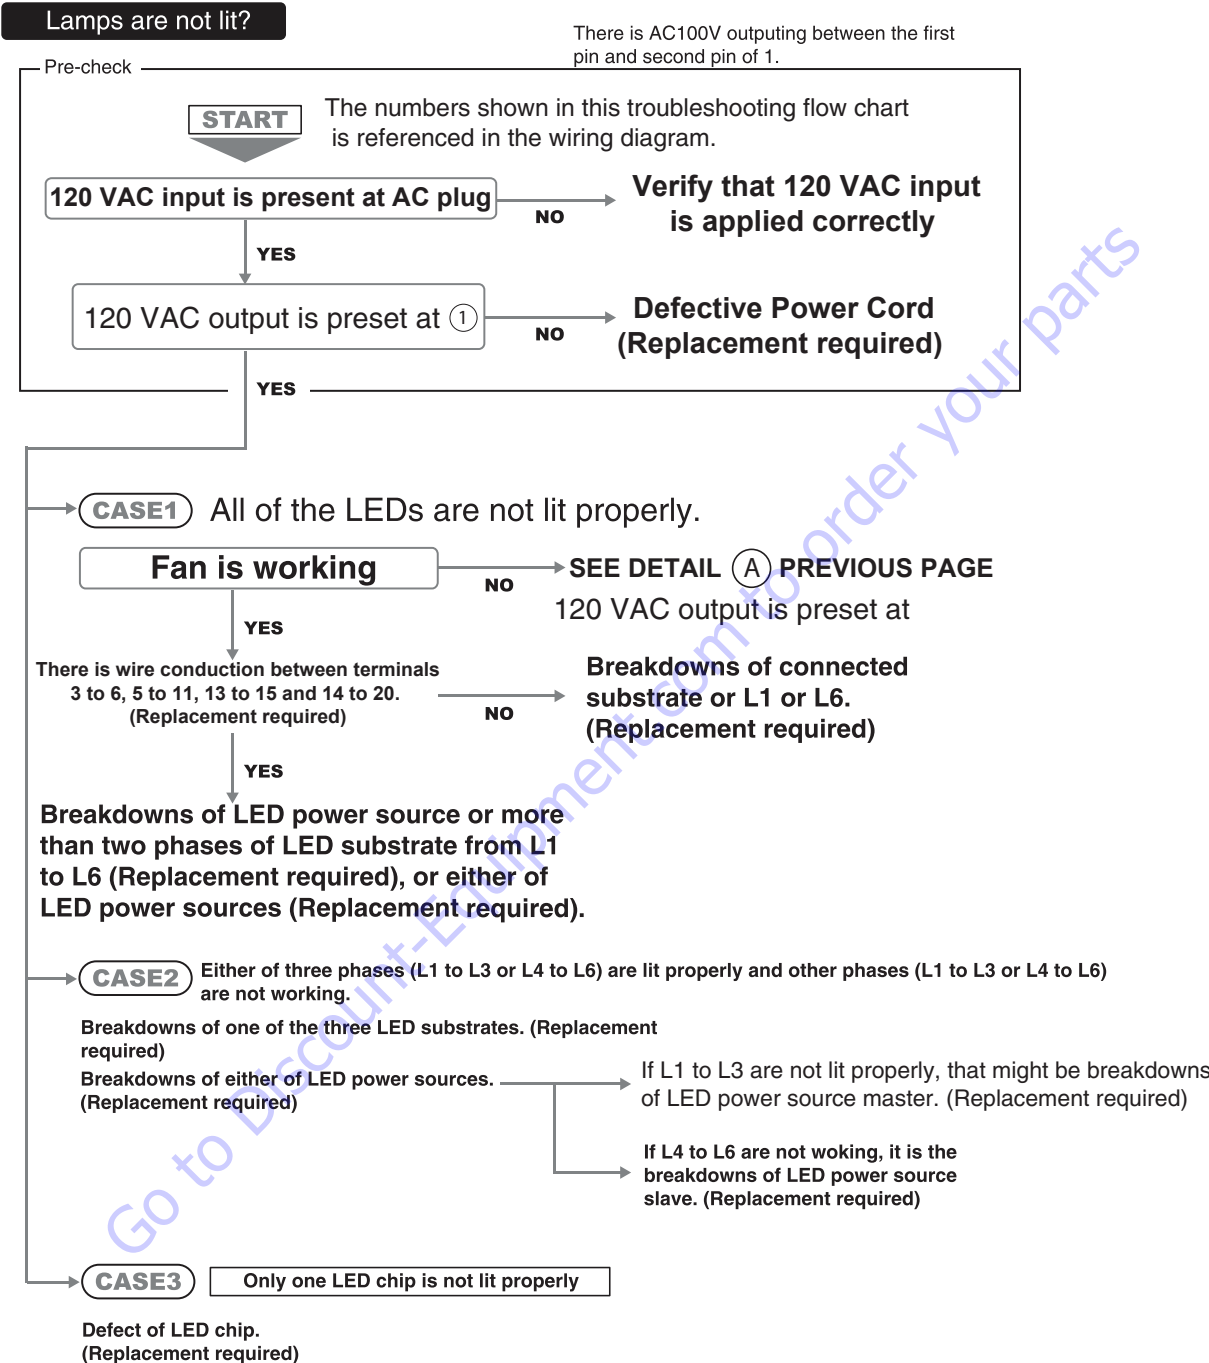 Lamps are not lit?
There is AC100V outputing between the first
pin and second pin of 1.
Pre-check
START
The numbers shown in this troubleshooting flow chart
is referenced in the wiring diagram.
120 VAC input is present at AC plug
NO
Verify that 120 VAC input
is applied correctly
YES
120 VAC output is preset at 1
NO
Defective Power Cord
(Replacement required)
YES
CASE1 All of the LEDs are not lit properly.
Fan is working
NO
SEE DETAIL A PREVIOUS PAGE
120 VAC output is preset at
YES
There is wire conduction between terminals
3 to 6, 5 to 11, 13 to 15 and 14 to 20.
(Replacement required)
NO
Breakdowns of connected
substrate or L1 or L6.
(Replacement required)
YES
Breakdowns of LED power source or more
than two phases of LED substrate from L1
to L6 (Replacement required), or either of
LED power sources (Replacement required).
CASE2 Either of three phases (L1 to L3 or L4 to L6) are lit properly and other phases (L1 to L3 or L4 to L6)
are not working.
Breakdowns of one of the three LED substrates. (Replacement
required)
Breakdowns of either of LED power sources.
(Replacement required)
If L1 to L3 are not lit properly, that might be breakdowns
of LED power source master. (Replacement required)
If L4 to L6 are not woking, it is the
breakdowns of LED power source
slave. (Replacement required)
CASE3 Only one LED chip is not lit properly
Defect of LED chip.
(Replacement required)
Go to Discount-Equipment.com to order your parts